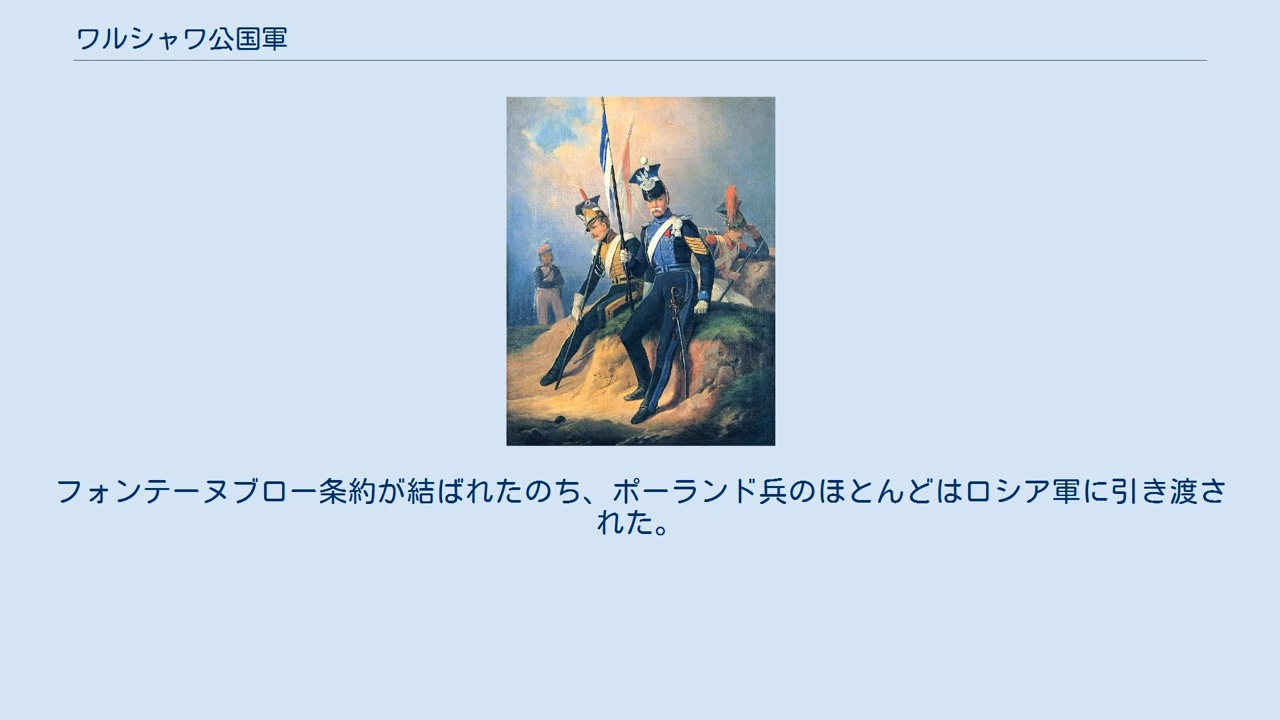 ワルシャワ公国軍
フォンテーヌブロー条約が結ばれたのち、ポーランド兵のほとんどはロシア軍に引き渡さ
れた。